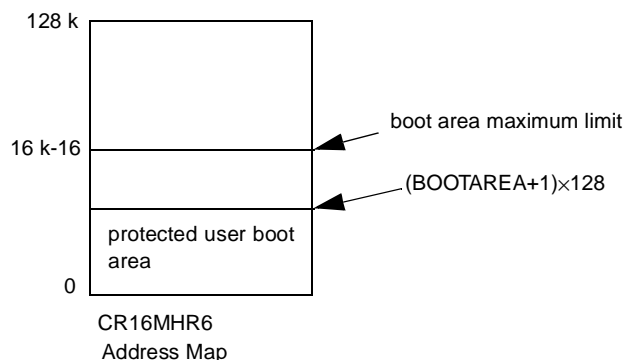 128 k
boot area maximum limit
16 k-16
(BOOTAREA+1)×128
protected user boot
area
0
CR16MHR6
Address Map